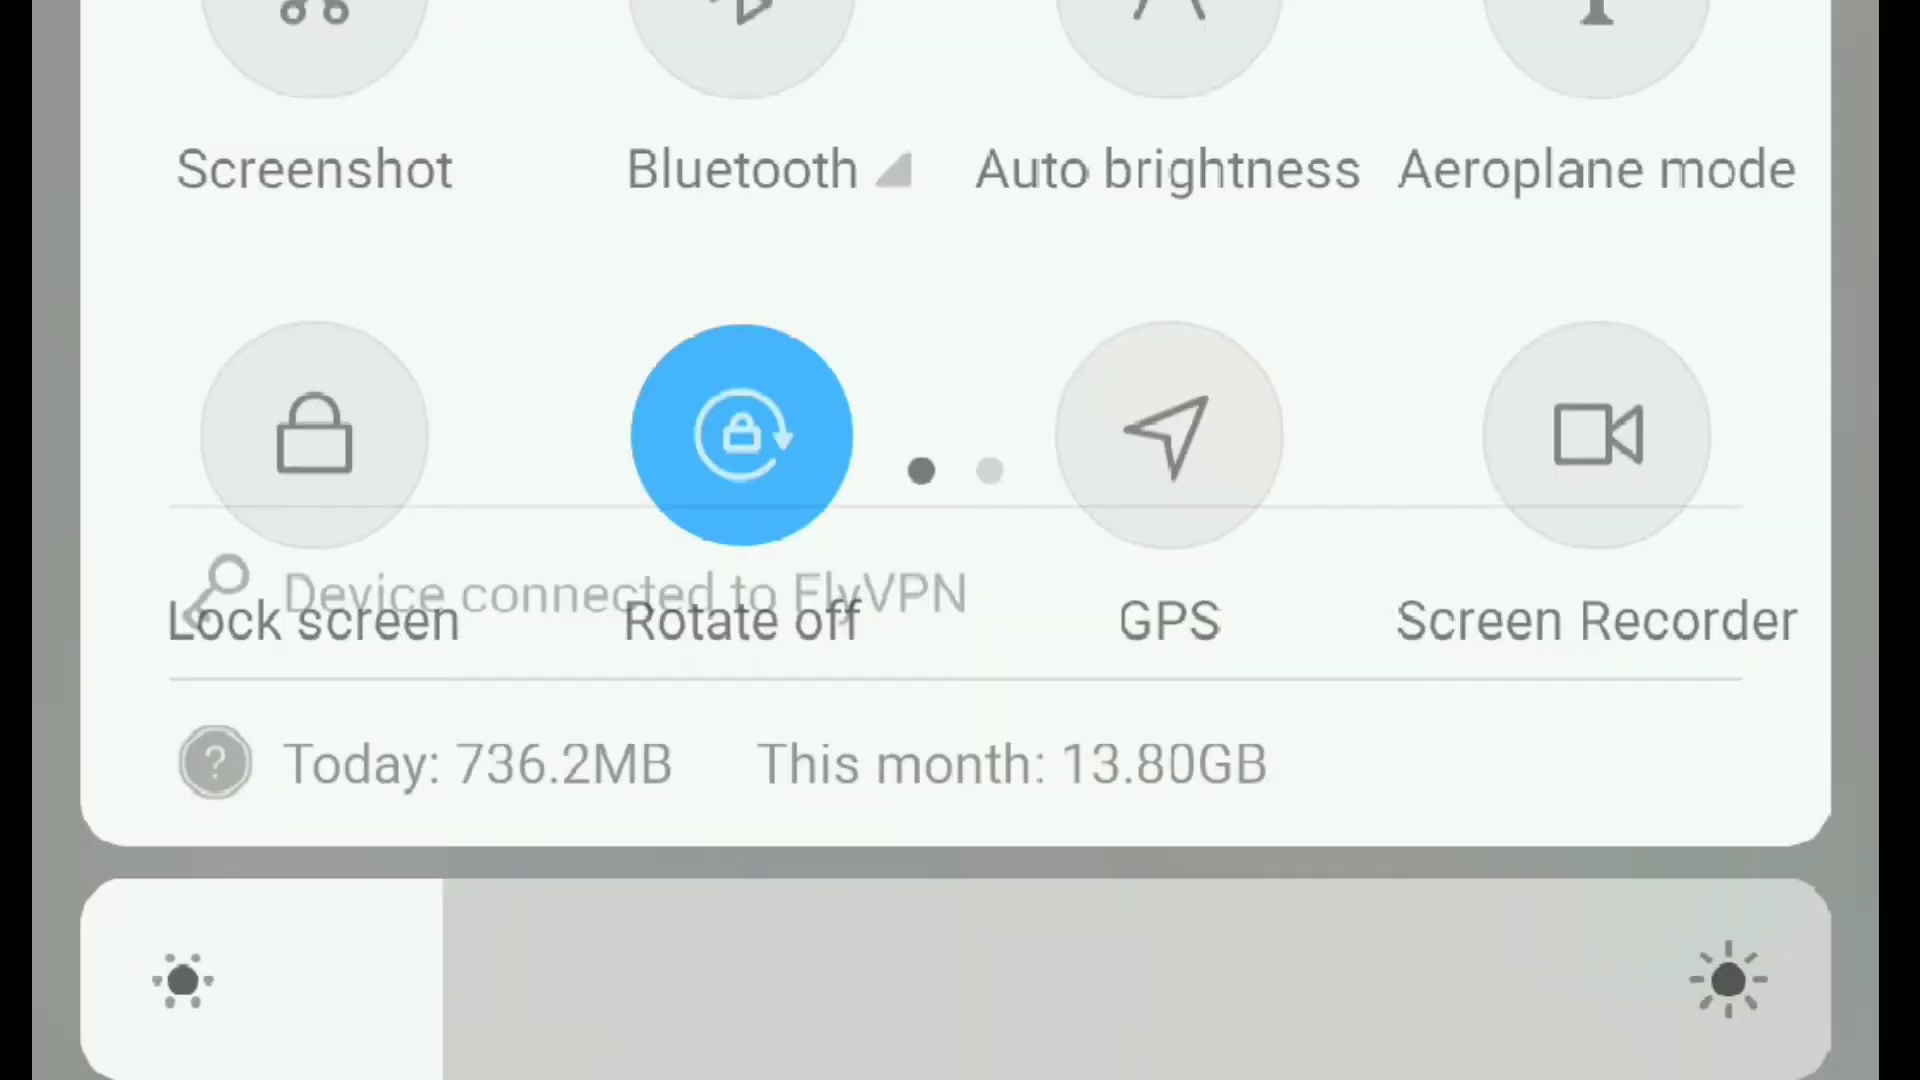 Screenshot Bluetooth Auto brightness Aeroplane mode
Device connected to FlyVPN
Lock screen Rotate off GPS Screen Recorder
? Today: 736.2MB This month: 13.80GB